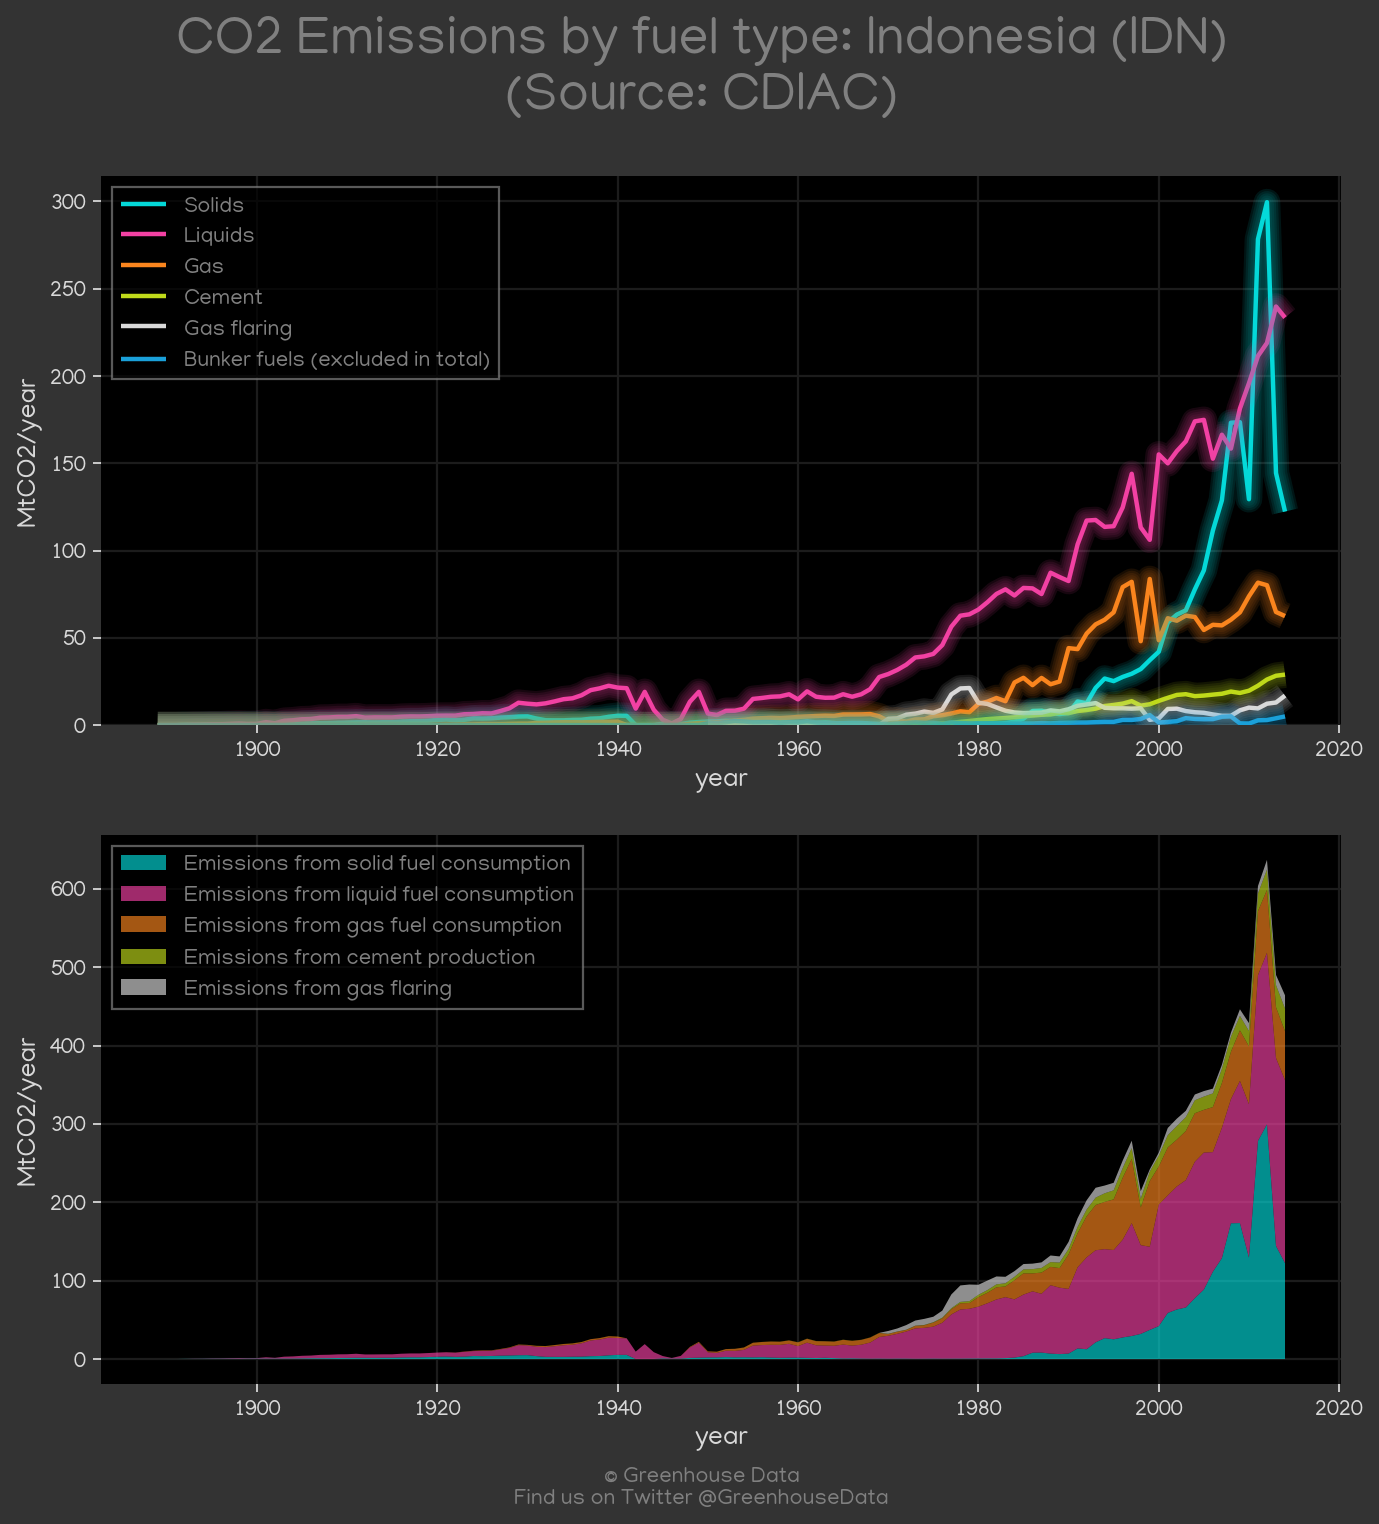 CO2 Emissions by fuel type: Indonesia (IDN)
(Source: CDIAC)
300
250
200
150
100
50
0
MtCO2/year
Solids
Liquids
Gas
Cement
Gas flaring
Bunker fuels (excluded in total)
1900 1920 1940 1960 1980 2000 2020
year
600
500
400
300
200
100
0
MtCO2/year
Emissions from solid fuel consumption
Emissions from liquid fuel consumption
Emissions from gas fuel consumption
Emissions from cement production
Emissions from gas flaring
1900 1920 1940 1960 1980 2000 2020
year
© Greenhouse Data
Find us on Twitter @GreenhouseData